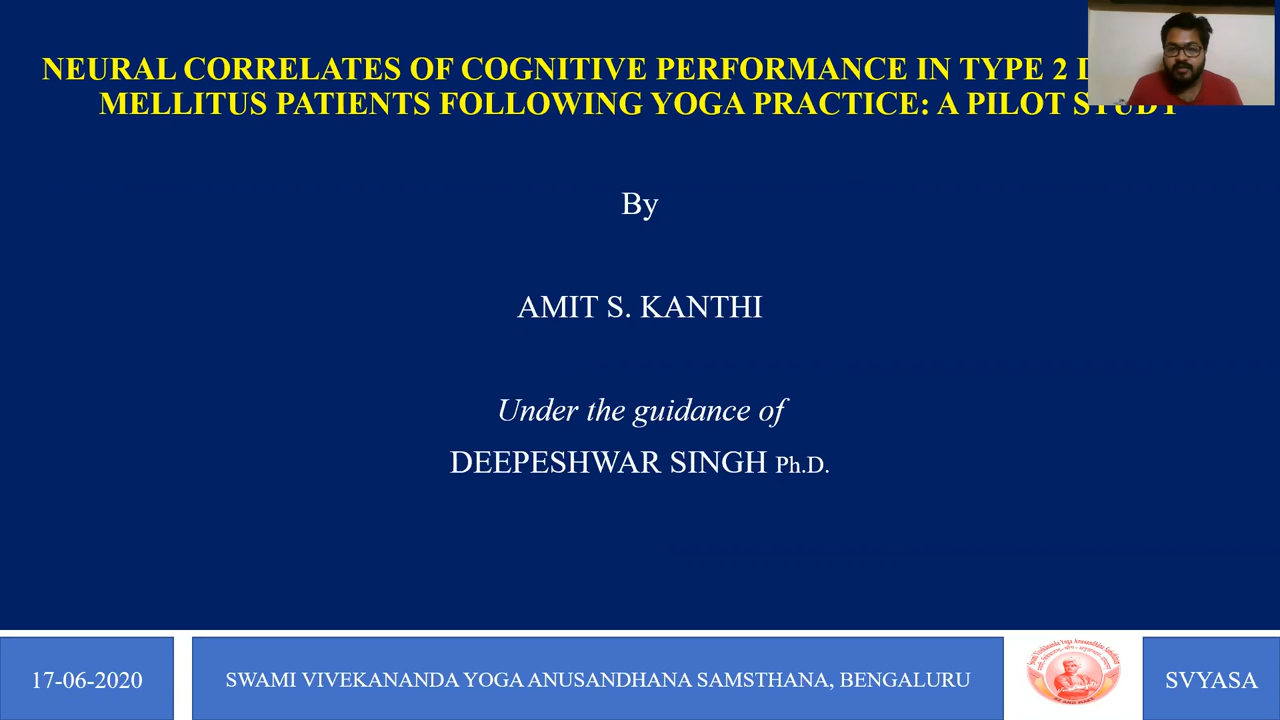 NEURAL CORRELATES OF COGNITIVE PERFORMANCE IN TYPE 2
MELLITUS PATIENTS FOLLOWING YOGA PRACTICE: A PILOT STUDY
By
AMIT S. KANTHI
Under the guidance of
DEEPESHWAR SINGH Ph.D.
17-06-2020
SWAMI VIVEKANANDA YOGA ANUSANDHANA SAMSTHANA, BENGALURU
SVYASA